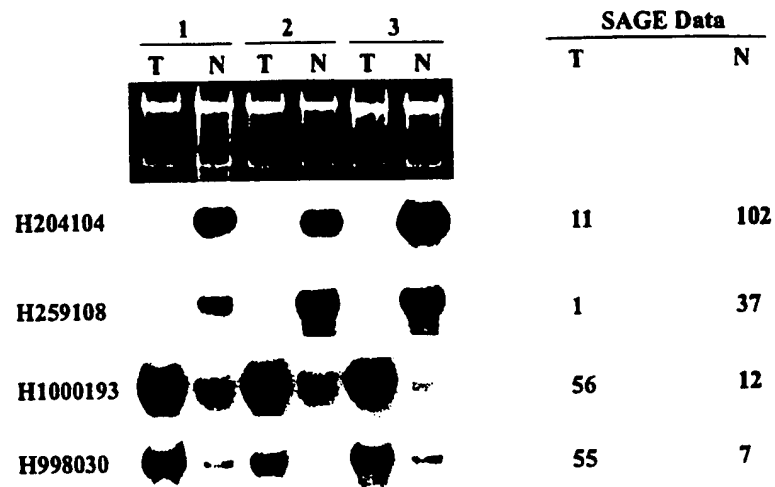 1 2 3 SAGE Data
T N T N T N T N
H204104 11 102
H259108 1 37
H1000193 56 12
H998030 55 7